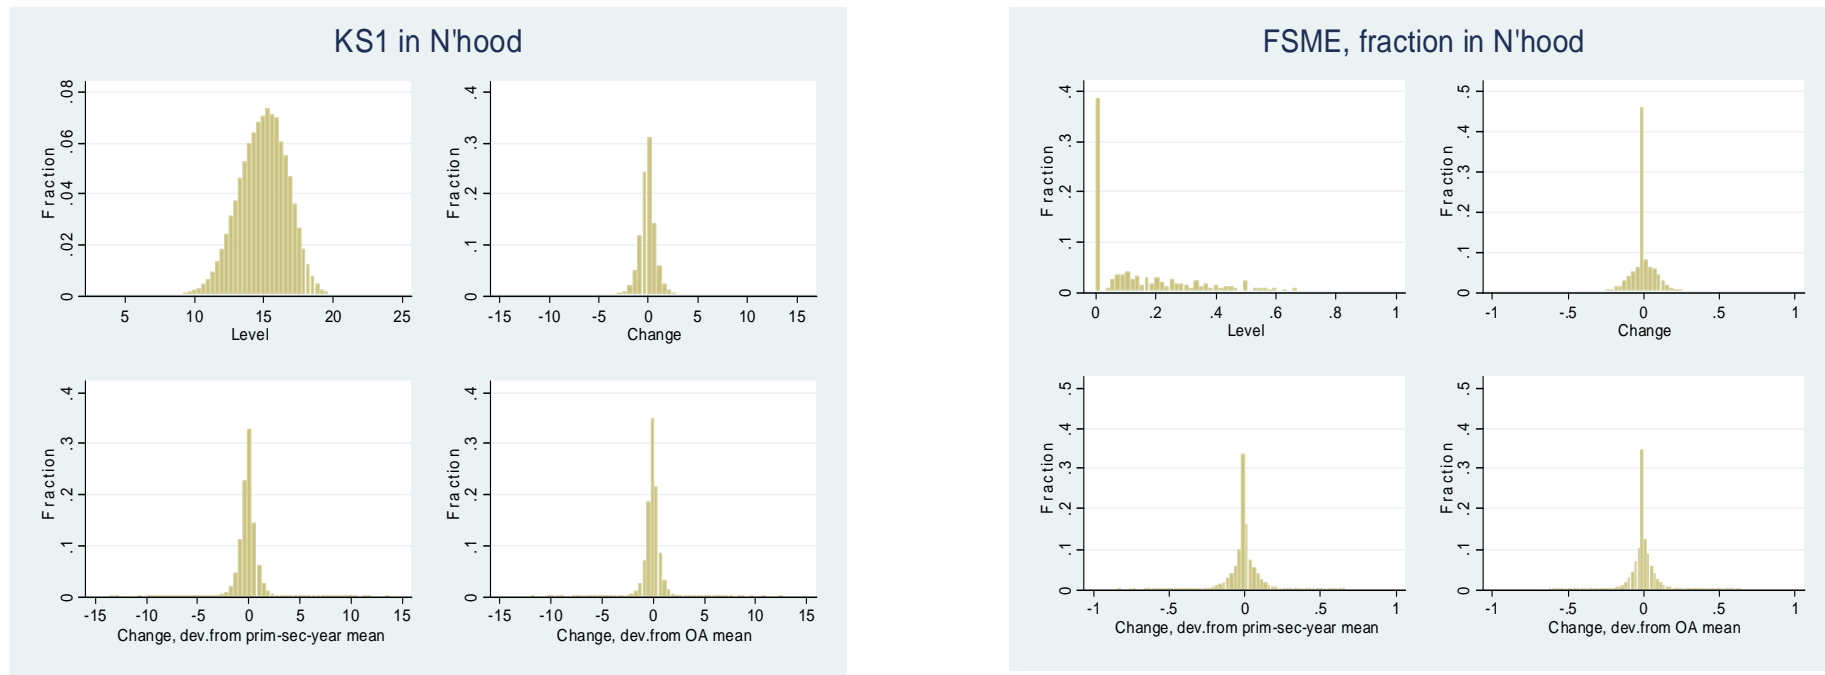 KS1 in N'hood
Fraction
0 .02 .04 .06 .08
5 10 15 20 25
Level
Fraction
0 .1 .2 .3 .4
-15 -10 -5 0 5 10 15
Change
Fraction
0 .1 .2 .3 .4
-15 -10 -5 0 5 10 15
Change, dev.from prim-sec-year mean
Fraction
0 .1 .2 .3 .4
-15 -10 -5 0 5 10 15
Change, dev.from OA mean
FSME, fraction in N'hood
Fraction
0 .1 .2 .3 .4
0 .2 .4 .6 .8 1
Level
Fraction
0 .1 .2 .3 .4 .5
-1 -.5 0 .5 1
Change
Fraction
0 .1 .2 .3 .4 .5
-1 -.5 0 .5 1
Change, dev.from prim-sec-year mean
Fraction
0 .1 .2 .3 .4 .5
-1 -.5 0 .5 1
Change, dev.from OA mean